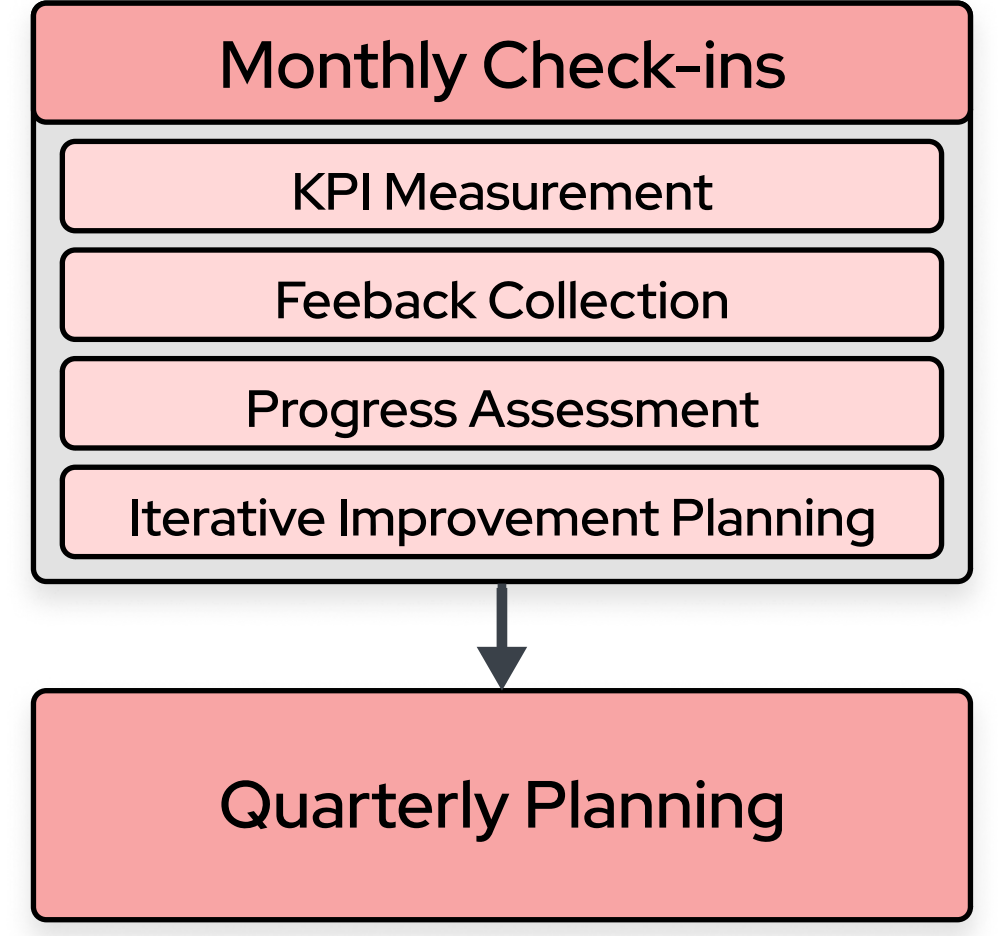 Monthly Check-ins
KPI Measurement
Feeback Collection
Progress Assessment
Iterative Improvement Planning
Quarterly Planning